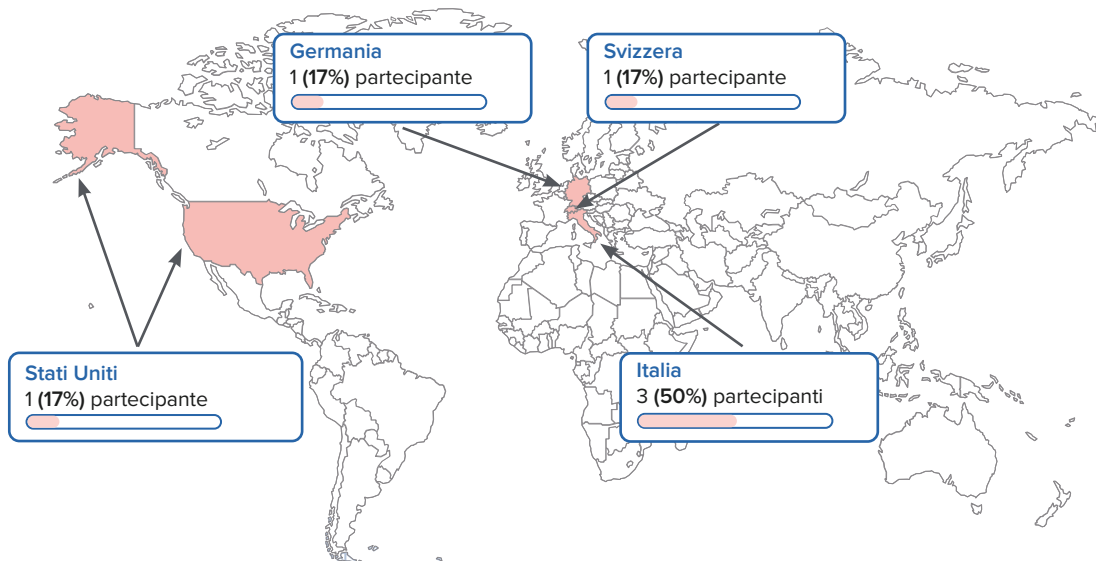 Germania
1 (17%) partecipante
Svizzera
1 (17%) partecipante
Stati Uniti
1 (17%) partecipante
Italia
3 (50%) partecipanti